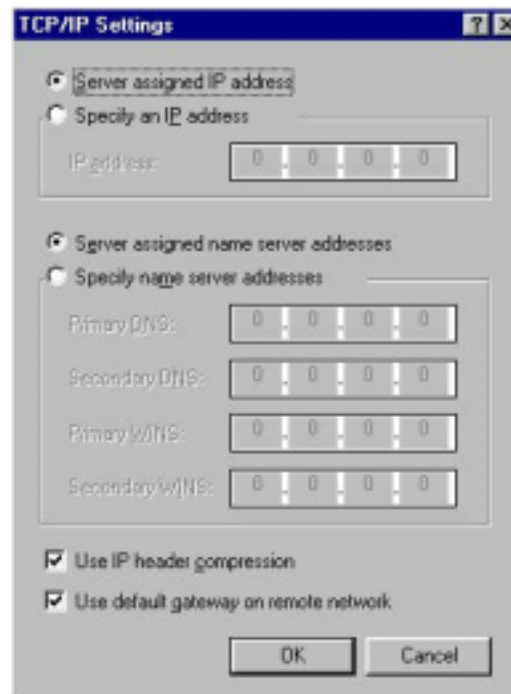 TCP/IP Settings
Server assigned IP address
Specify an IP address
IP address: 0 . 0 . 0 . 0
Server assigned name server addresses
Specify name server addresses
Primary DNS: 0 . 0 . 0 . 0
Secondary DNS: 0 . 0 . 0 . 0
Primary WINS: 0 . 0 . 0 . 0
Secondary WINS: 0 . 0 . 0 . 0
Use IP header compression
Use default gateway on remote network
OK Cancel